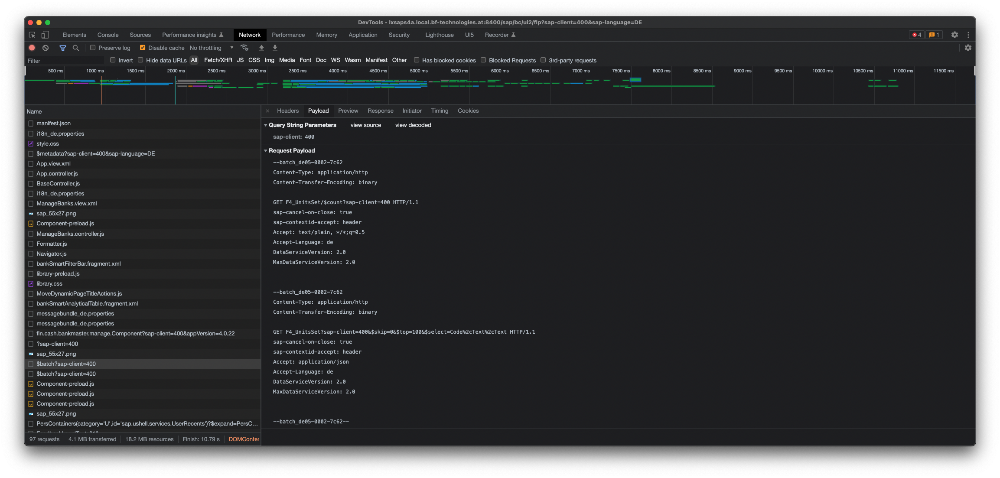 DevTools - lxsaps4a.local.bf-technologies.at:8400/sap/bc/ui2/flp?sap-client=400&sap-language=DE
Elements Console Sources Performance insights Network Performance Memory Application Security Lighthouse UI5 Recorder 4 1
Preserve log Disable cache No throttling
Filter Invert Hide data URLs All Fetch/XHR JS CSS Img Media Font Doc WS Wasm Manifest Other Has blocked cookies Blocked Requests 3rd-party requests
500 ms 1000 ms 1500 ms 2000 ms 2500 ms 3000 ms 3500 ms 4000 ms 4500 ms 5000 ms 5500 ms 6000 ms 6500 ms 7000 ms 7500 ms 8000 ms 8500 ms 9000 ms 9500 ms 10000 ms 10500 ms 11000 ms 11500 ms
Name
manifest.json
i18n_de.properties
style.css
$metadata?sap-client=400&sap-language=DE
App.view.xml
App.controller.js
BaseController.js
i18n_de.properties
ManageBanks.view.xml
sap_55x27.png
Component-preload.js
ManageBanks.controller.js
Formatter.js
Navigator.js
bankSmartFilterBar.fragment.xml
library-preload.js
library.css
MoveDynamicPageTitleActions.js
bankSmartAnalyticalTable.fragment.xml
messagebundle_de.properties
messagebundle_de.properties
fin.cash.bankmaster.manage.Component?sap-client=400&appVersion=4.0.22
?sap-client=400
sap_55x27.png
$batch?sap-client=400
$batch?sap-client=400
Component-preload.js
Component-preload.js
Component-preload.js
sap_55x27.png
PersContainers(category='U',id='sap.ushell.services.UserRecents')?$expand=PersC...
97 requests 4.1 MB transferred 18.2 MB resources Finish: 10.79 s DOMConter
Headers Payload Preview Response Initiator Timing Cookies
Query String Parameters view source view decoded
sap-client: 400
Request Payload
--batch_de05-0002-7c62
Content-Type: application/http
Content-Transfer-Encoding: binary
GET F4_UnitsSet/$count?sap-client=400 HTTP/1.1
sap-cancel-on-close: true
sap-contextid-accept: header
Accept: text/plain, */*;q=0.5
Accept-Language: de
DataServiceVersion: 2.0
MaxDataServiceVersion: 2.0
--batch_de05-0002-7c62
Content-Type: application/http
Content-Transfer-Encoding: binary
GET F4_UnitsSet?sap-client=400&$skip=0&$top=100&$select=Code%2cText%2cText HTTP/1.1
sap-cancel-on-close: true
sap-contextid-accept: header
Accept: application/json
Accept-Language: de
DataServiceVersion: 2.0
MaxDataServiceVersion: 2.0
--batch_de05-0002-7c62--